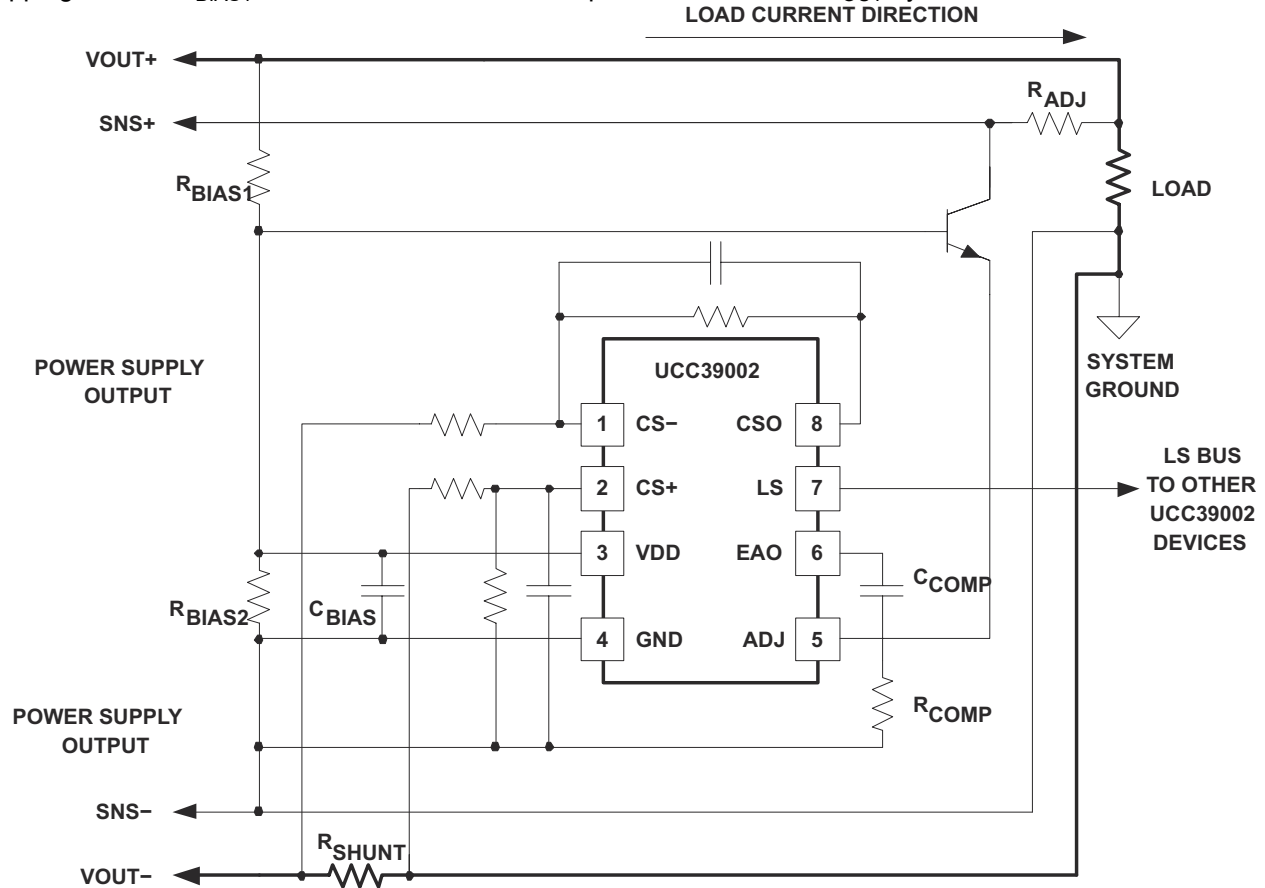 LOAD CURRENT DIRECTION
VOUT+
RADJ
SNS+
RBIAS1
LOAD
POWER SUPPLY
OUTPUT
UCC39002
SYSTEM
GROUND
1 CS− CSO 8
2 CS+ LS 7
3 VDD EAO 6
4 GND ADJ 5
LS BUS
TO OTHER
UCC39002
DEVICES
CCOMP
RBIAS2
CBIAS
RCOMP
POWER SUPPLY
OUTPUT
SNS−
RSHUNT
VOUT−